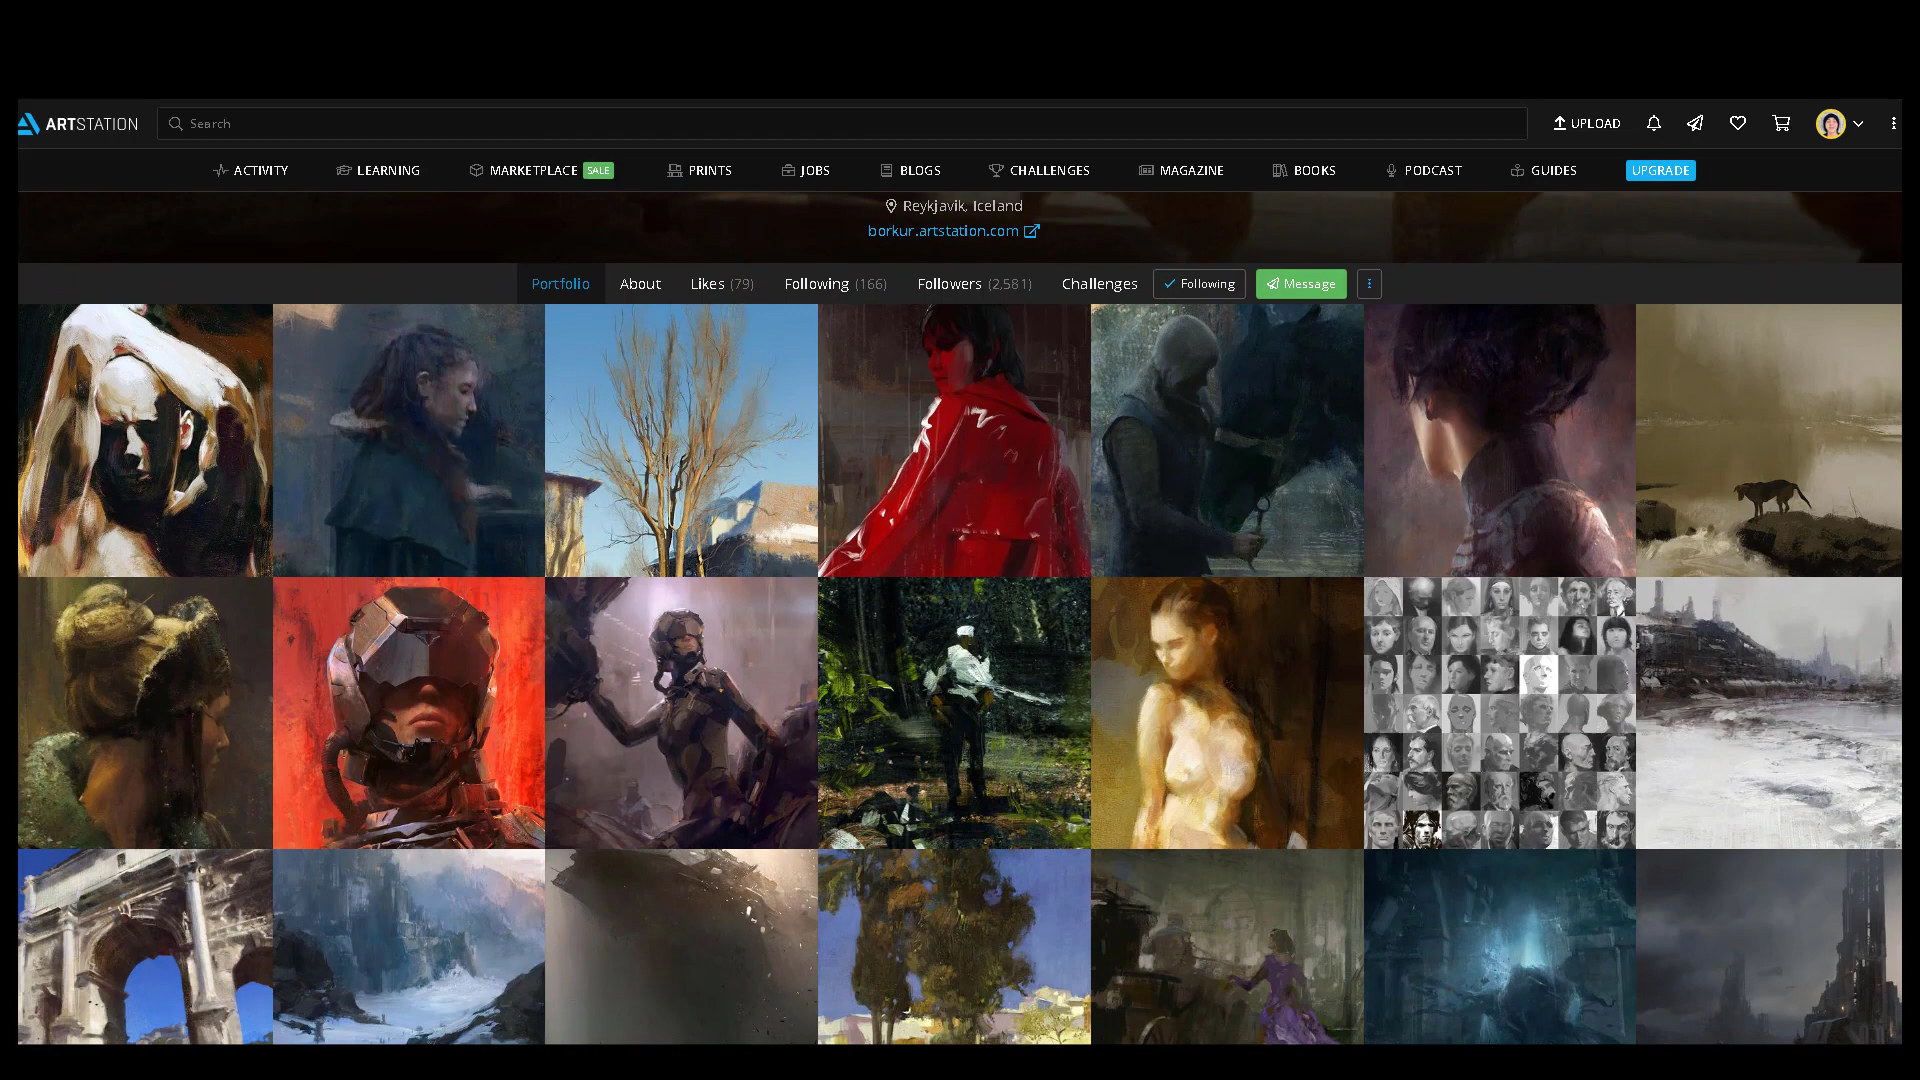 ARTSTATION Search UPLOAD
ACTIVITY LEARNING MARKETPLACE SALE PRINTS JOBS BLOGS CHALLENGES MAGAZINE BOOKS PODCAST GUIDES UPGRADE
Reykjavik, Iceland
borkur.artstation.com
Portfolio About Likes (79) Following (166) Followers (2,581) Challenges Following Message